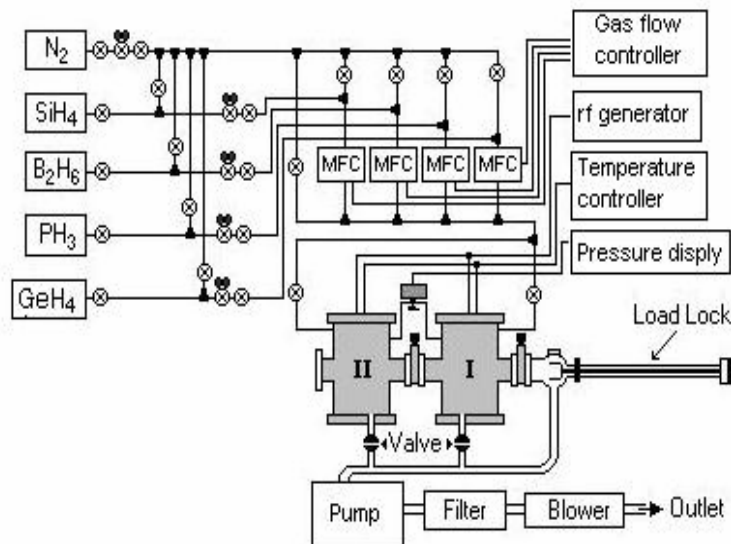 N₂
SiH₄
B₂H₆
PH₃
GeH₄
MFC MFC MFC MFC
Gas flow
controller
rf generator
Temperature
controller
Pressure disply
Load Lock
II
I
Valve
Pump
Filter
Blower
Outlet